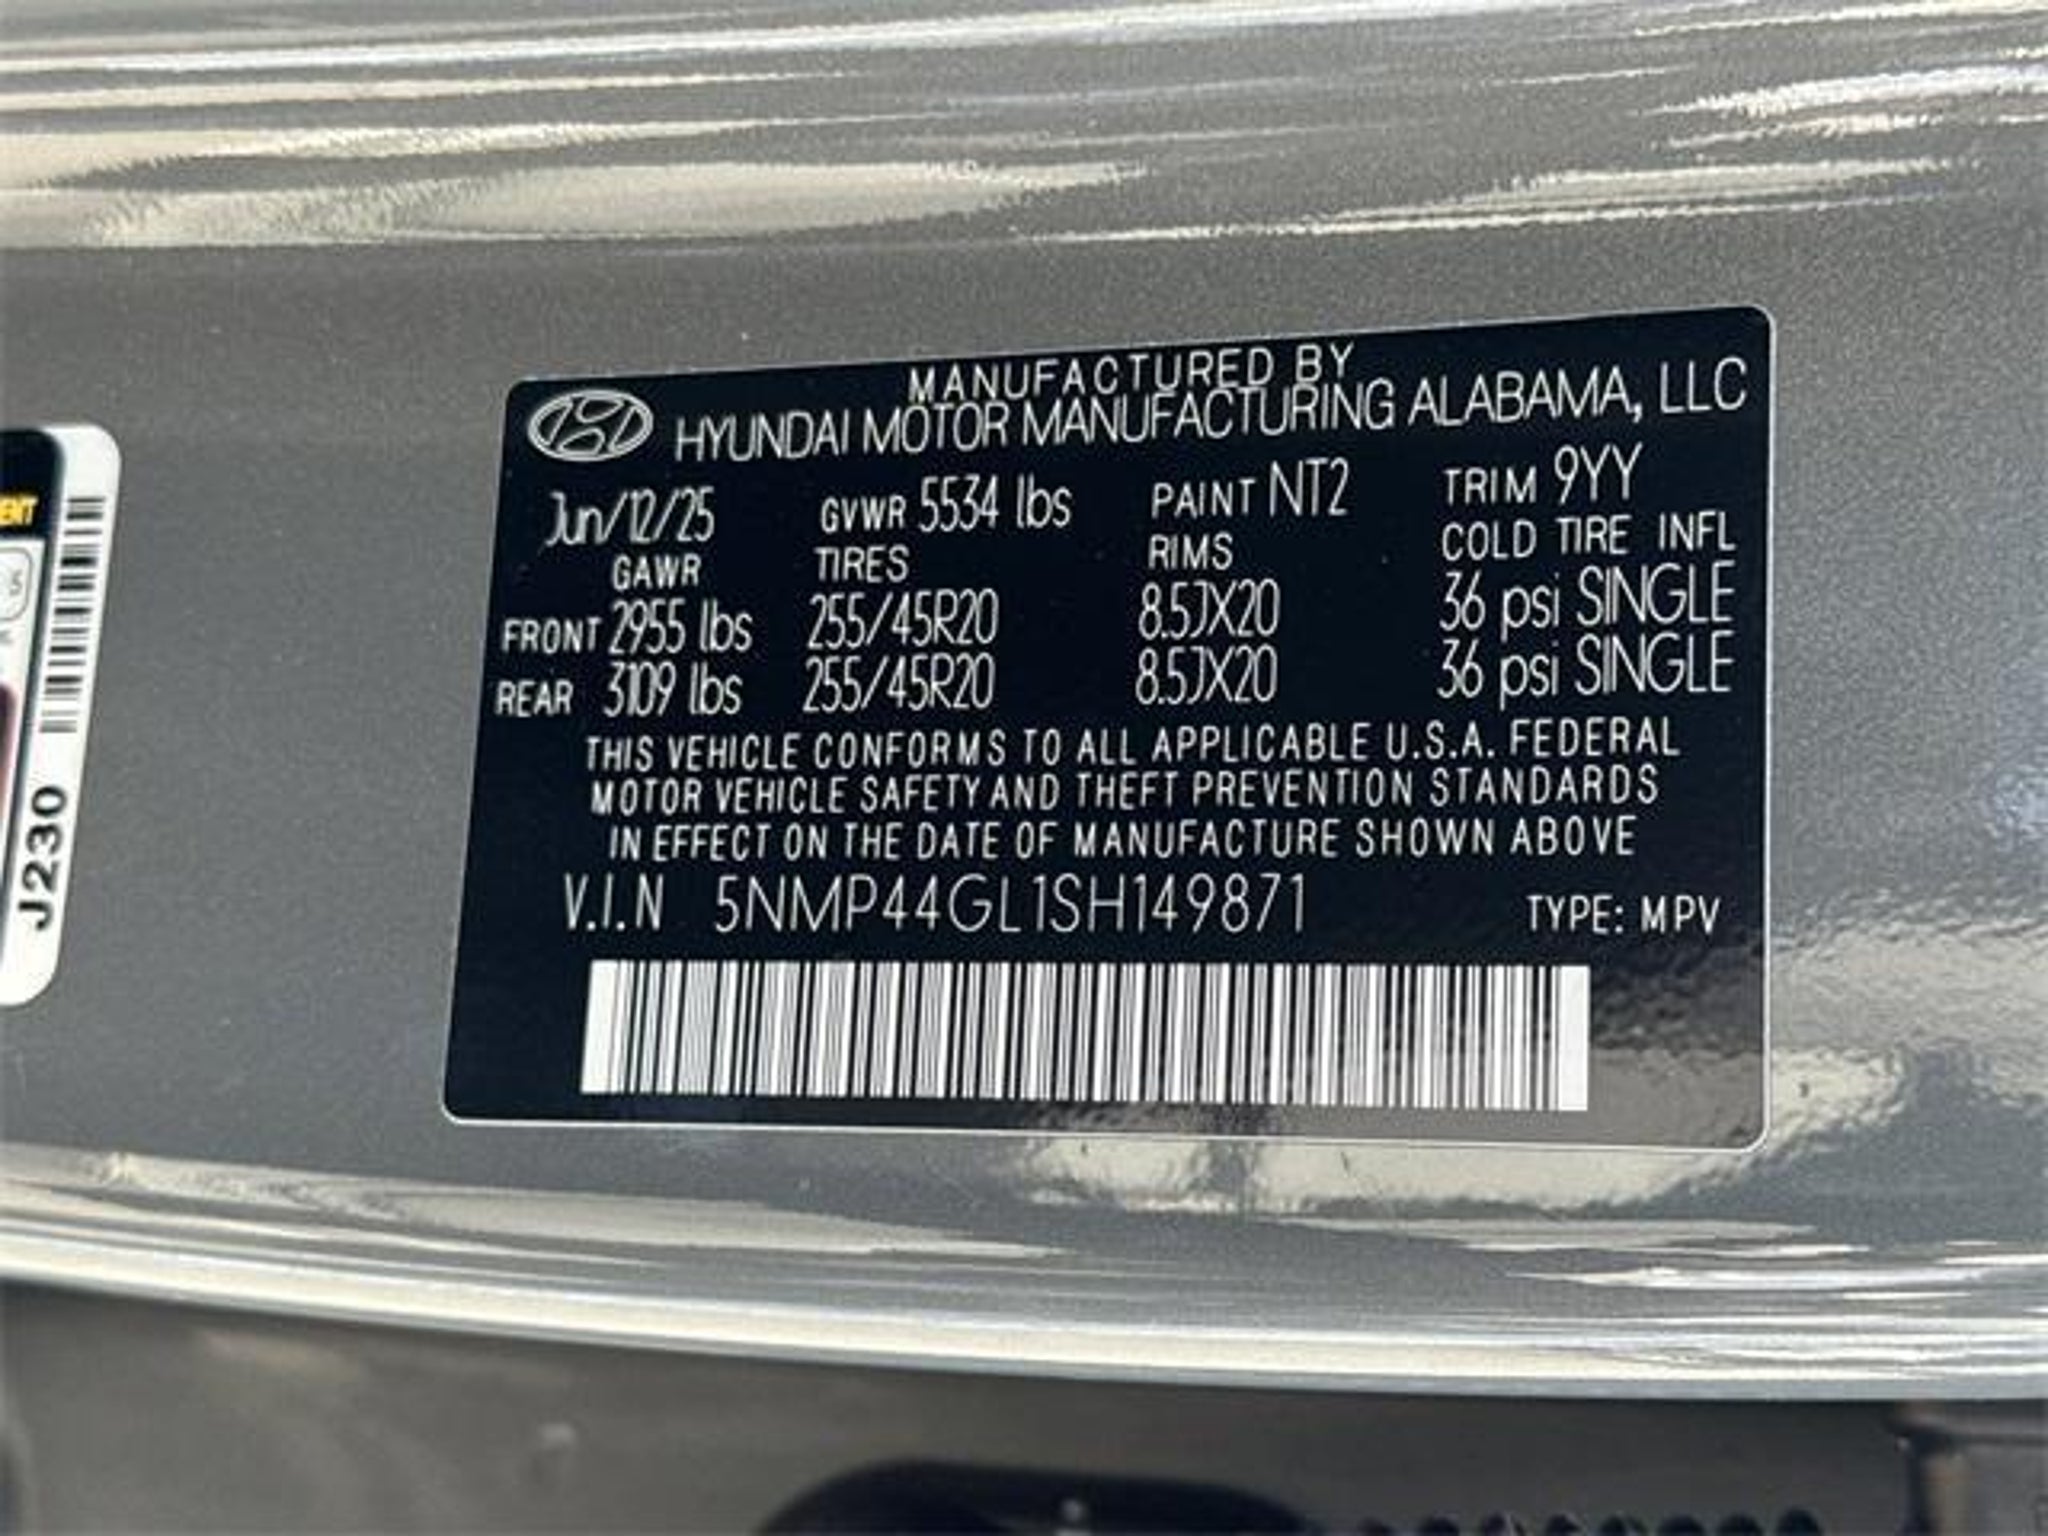 MANUFACTURED BY
HYUNDAI MOTOR MANUFACTURING ALABAMA, LLC
Jun/12/25 GVWR 5534 lbs PAINT NT2 TRIM 9YY
GAWR TIRES RIMS COLD TIRE INFL
FRONT 2955 lbs 255/45R20 8.5JX20 36 psi SINGLE
REAR 3109 lbs 255/45R20 8.5JX20 36 psi SINGLE
THIS VEHICLE CONFORMS TO ALL APPLICABLE U.S.A. FEDERAL
MOTOR VEHICLE SAFETY AND THEFT PREVENTION STANDARDS
IN EFFECT ON THE DATE OF MANUFACTURE SHOWN ABOVE
V.I.N 5NMP44GL1SH149871 TYPE: MPV
J230